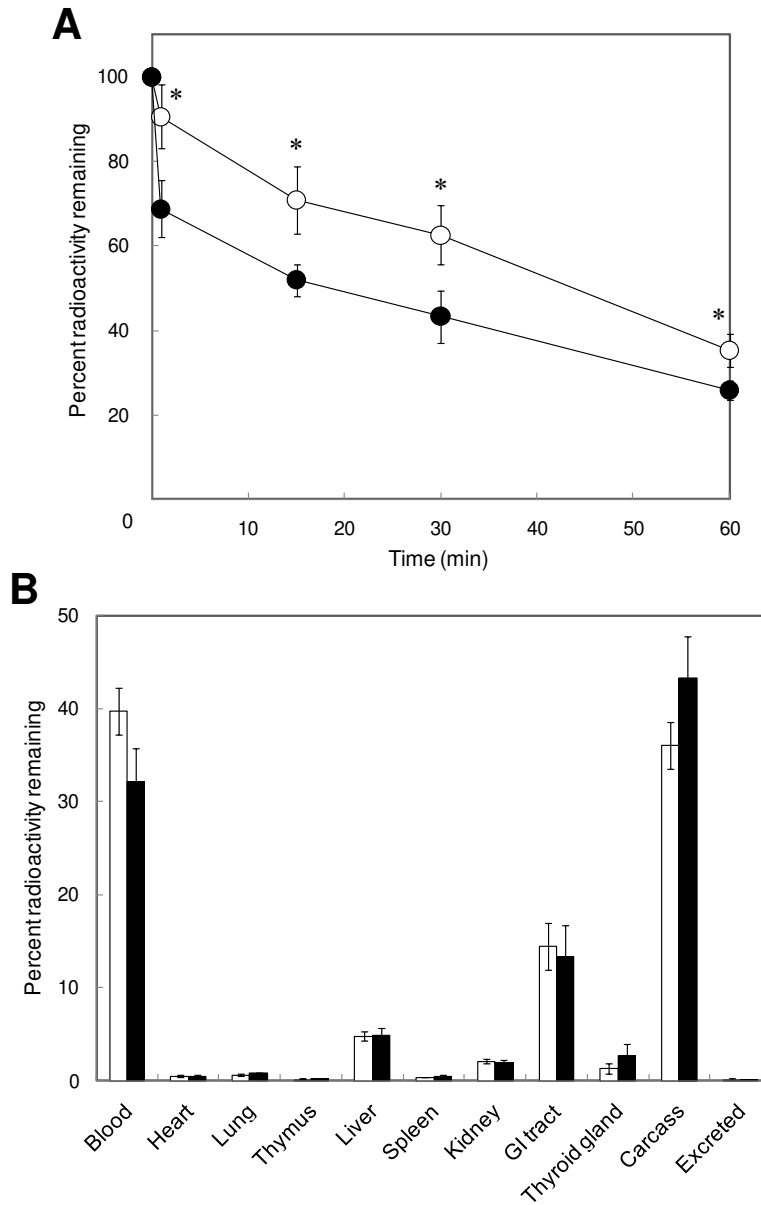 A
100
80
60
40
20
0
10 20 30 40 50 60
Percent radioactivity remaining
Time (min)
*
*
*
*
B
50
40
30
20
10
0
Percent radioactivity remaining
Blood
Heart
Lung
Thymus
Liver
Spleen
Kidney
GI tract
Thyroid gland
Carcass
Excreted